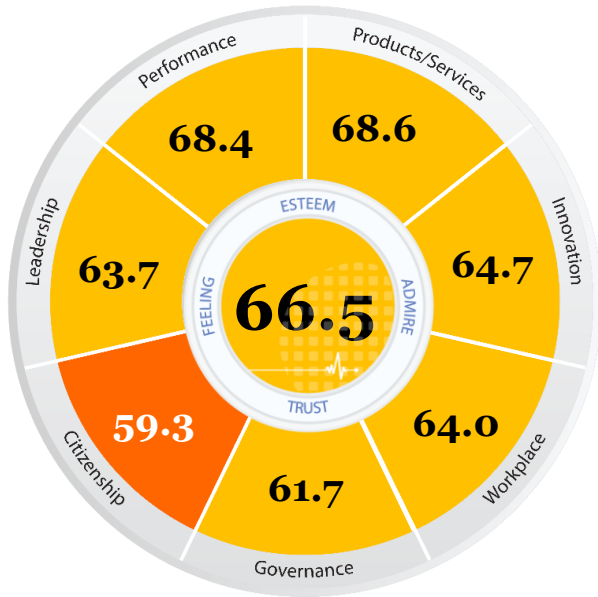 Performance
Products/Services
68.4
68.6
Leadership
Innovation
63.7
64.7
ESTEEM
FEELING
66.5
ADMIRE
TRUST
59.3
64.0
Citizenship
Workplace
61.7
Governance